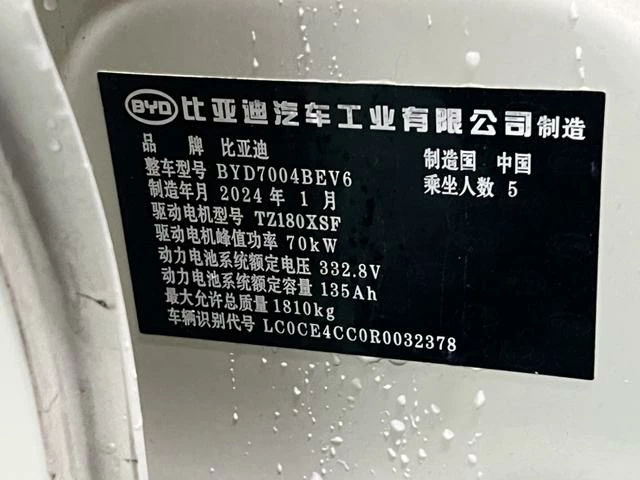 BYD 比亚迪汽车工业有限公司制造
品 牌 比亚迪
制造国 中国
整车型号 BYD7004BEV6
乘坐人数 5
制造年月 2024 年 1 月
驱动电机型号 TZ180XSF
驱动电机峰值功率 70kW
动力电池系统额定电压 332.8V
动力电池系统额定容量 135Ah
最大允许总质量 1810kg
车辆识别代号 LC0CE4CC0R0032378